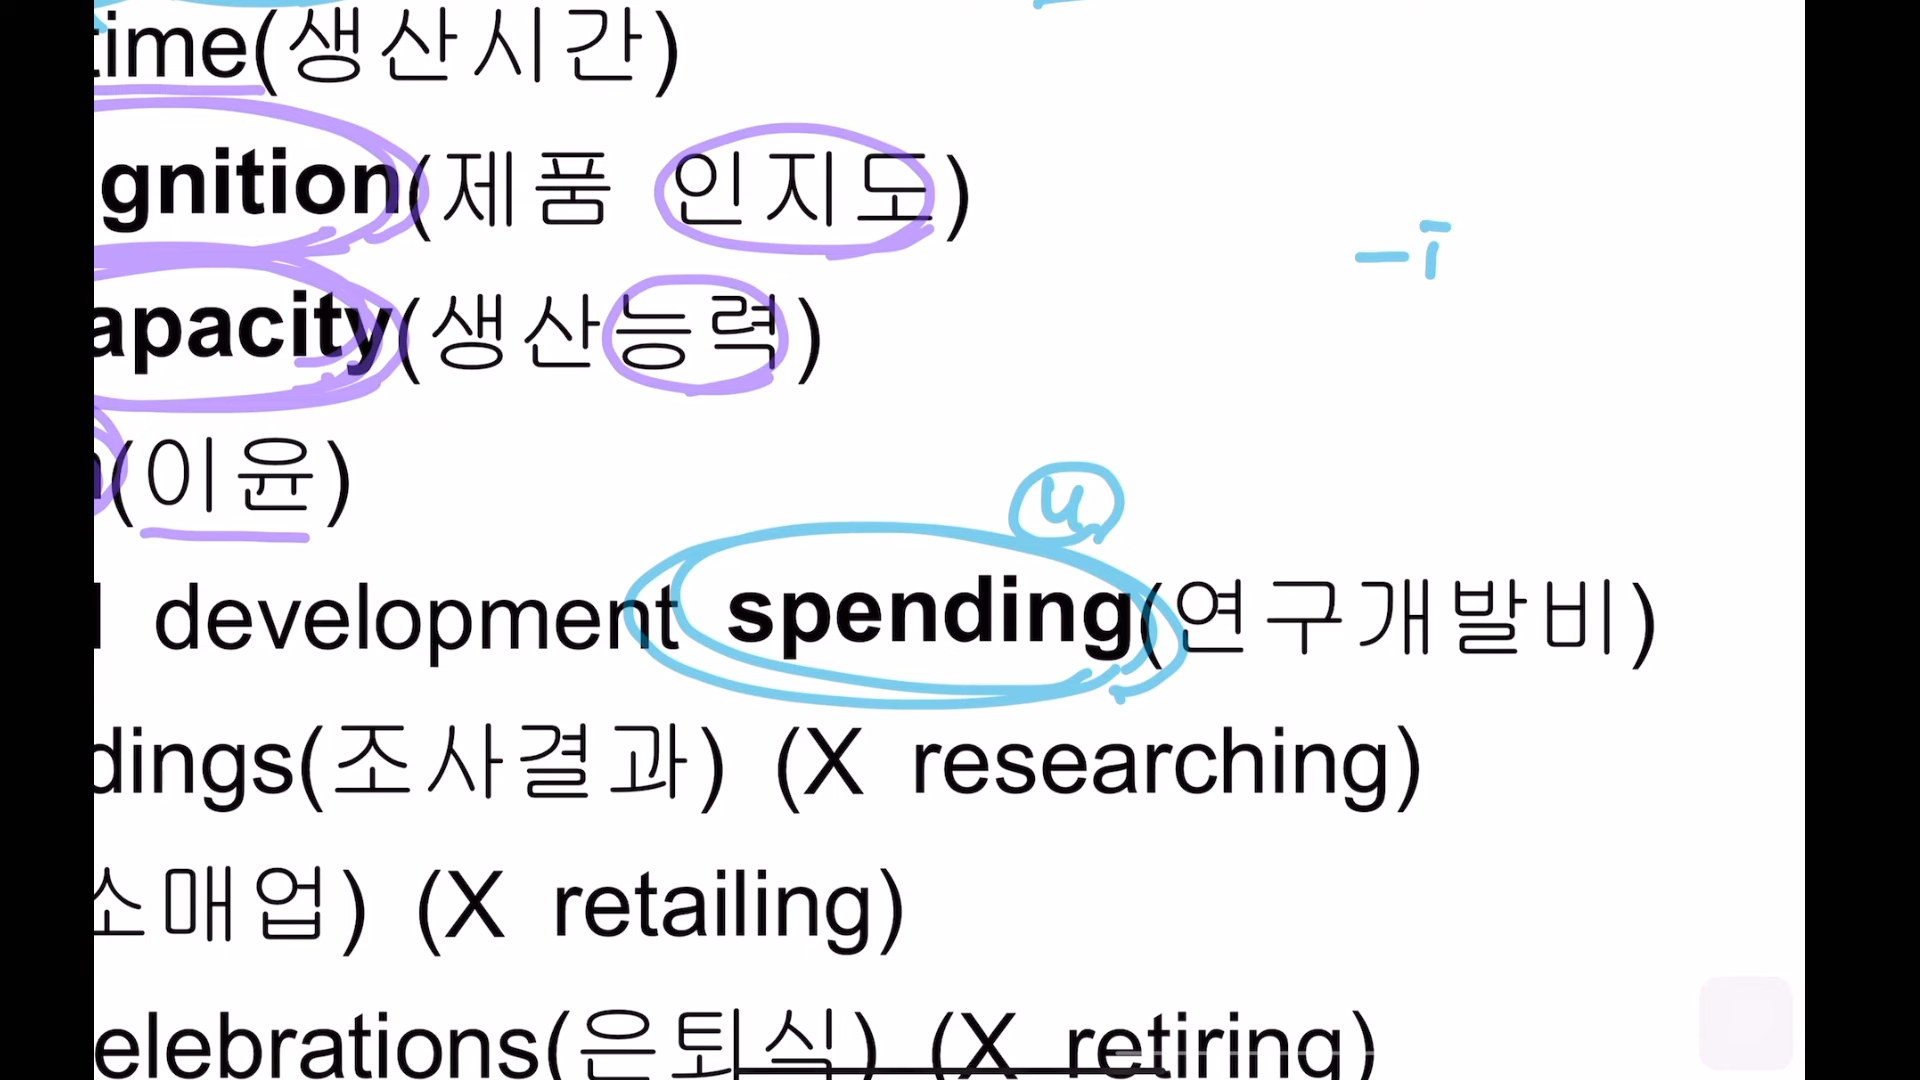 time(생산시간)
gnition(제품 인지도)
-i
apacity(생산능력)
(이윤)
u
development spending(연구개발비)
dings(조사결과) (X researching)
소매업) (X retailing)
elebrations(은퇴식) (X retiring)